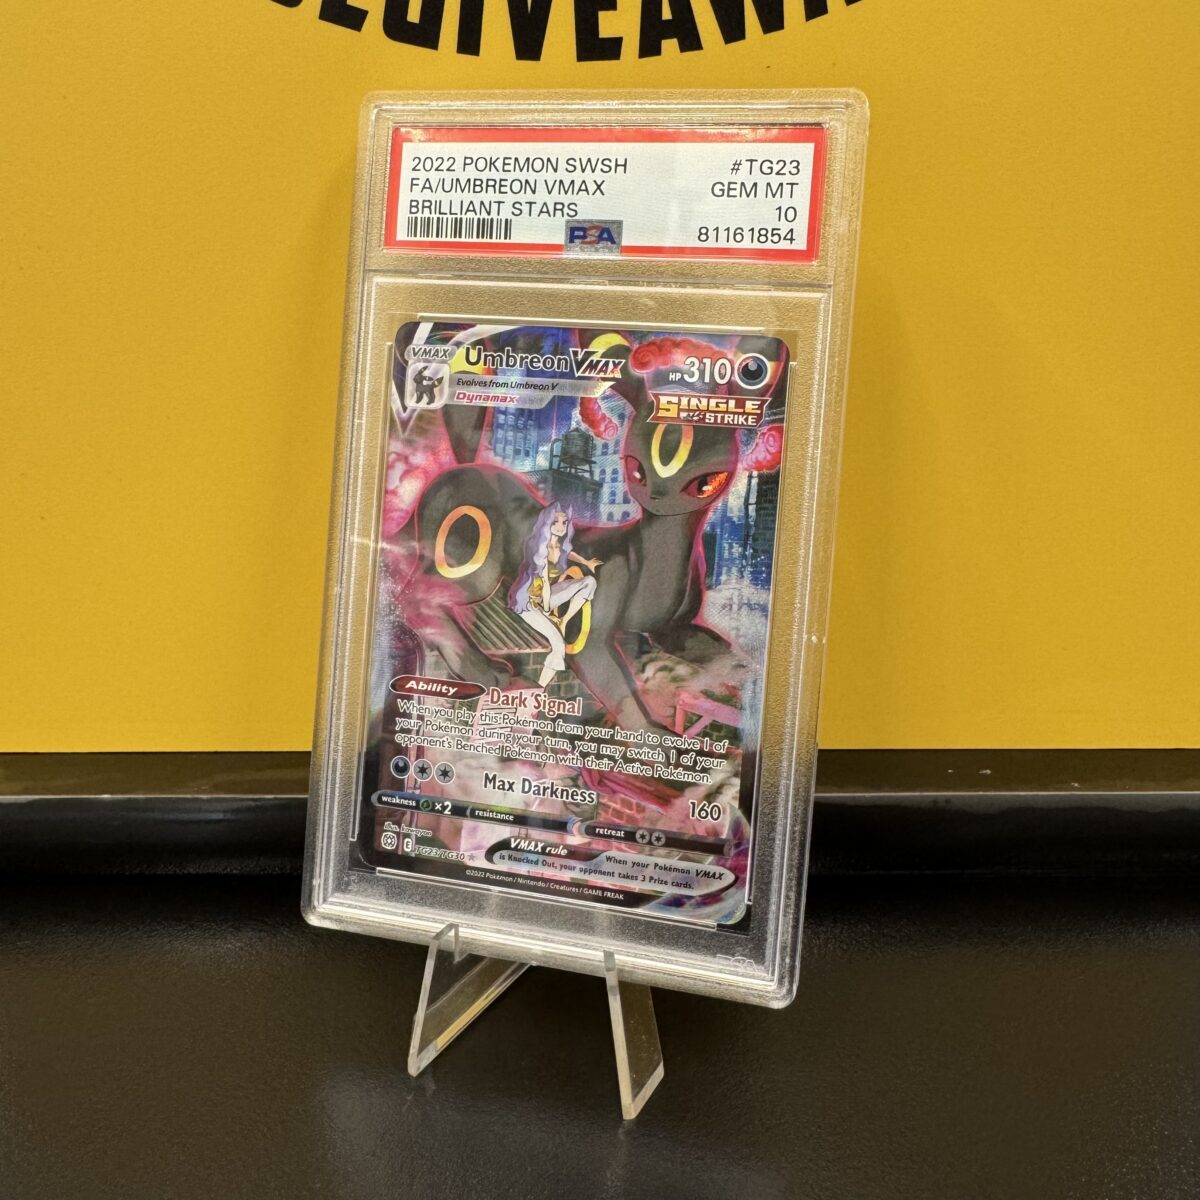 2022 POKEMON SWSH #TG23
FA/UMBREON VMAX GEM MT
BRILLIANT STARS 10
PSA 81161854
VMAX Umbreon VMAX HP 310
Evolves from Umbreon V
Dynamax
SINGLE
STRIKE
Ability Dark Signal
When you play this Pokémon from your hand to evolve 1 of
your Pokémon during your turn, you may switch 1 of your
opponent's Benched Pokémon with their Active Pokémon.
Max Darkness 160
weakness ×2 resistance retreat
illus. kawayoo
E TG23/TG30
VMAX rule When your Pokémon VMAX
is Knocked Out, your opponent takes 3 Prize cards.
©2022 Pokémon / Nintendo / Creatures / GAME FREAK